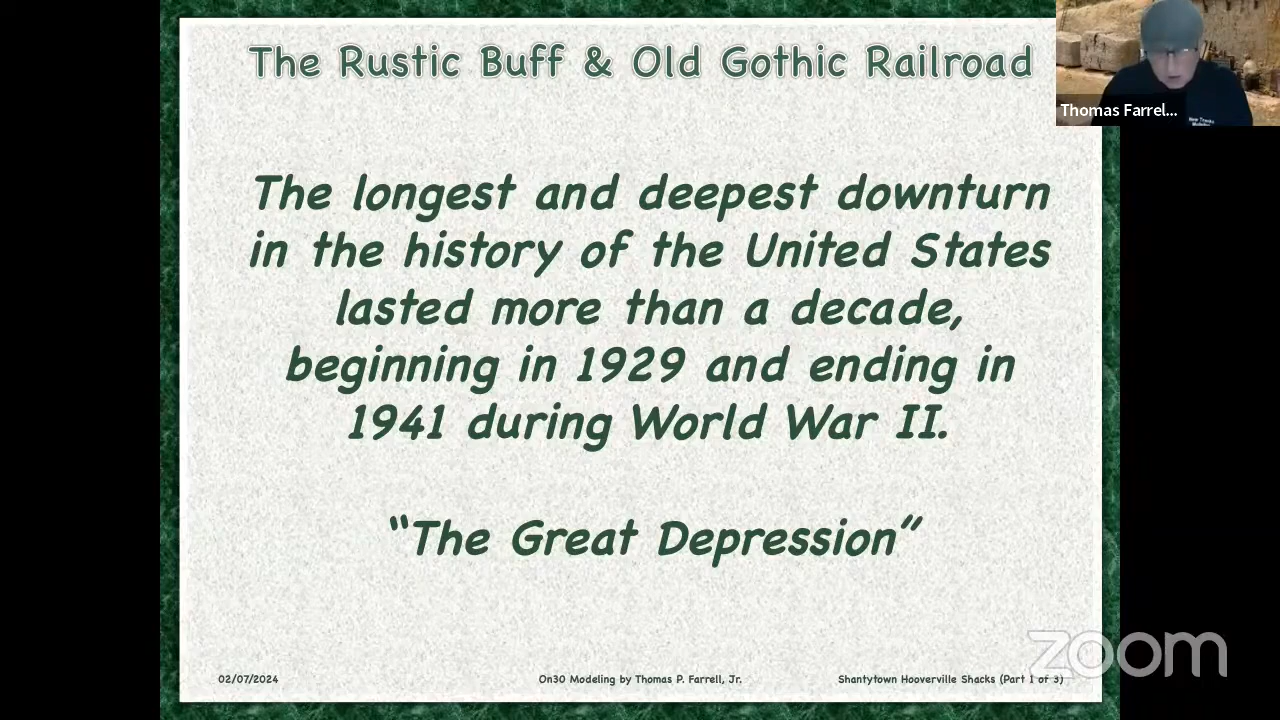 The Rustic Buff & Old Gothic Railroad
Thomas Farrel...
The longest and deepest downturn
in the history of the United States
lasted more than a decade,
beginning in 1929 and ending in
1941 during World War II.
“The Great Depression”
zoom
02/07/2024
On30 Modeling by Thomas P. Farrell, Jr.
Shantytown Hooverville Shacks (Part 1 of 3)